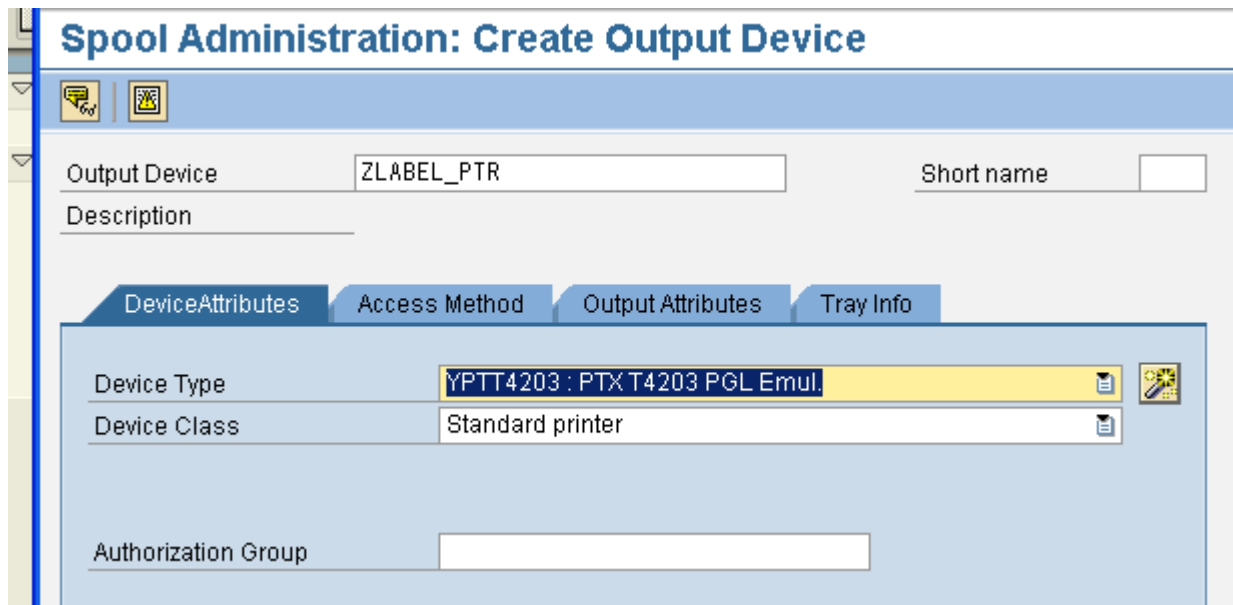 Spool Administration: Create Output Device
Output Device ZLABEL_PTR Short name
Description
DeviceAttributes Access Method Output Attributes Tray Info
Device Type YPTT4203 : PTX T4203 PGL Emul.
Device Class Standard printer
Authorization Group